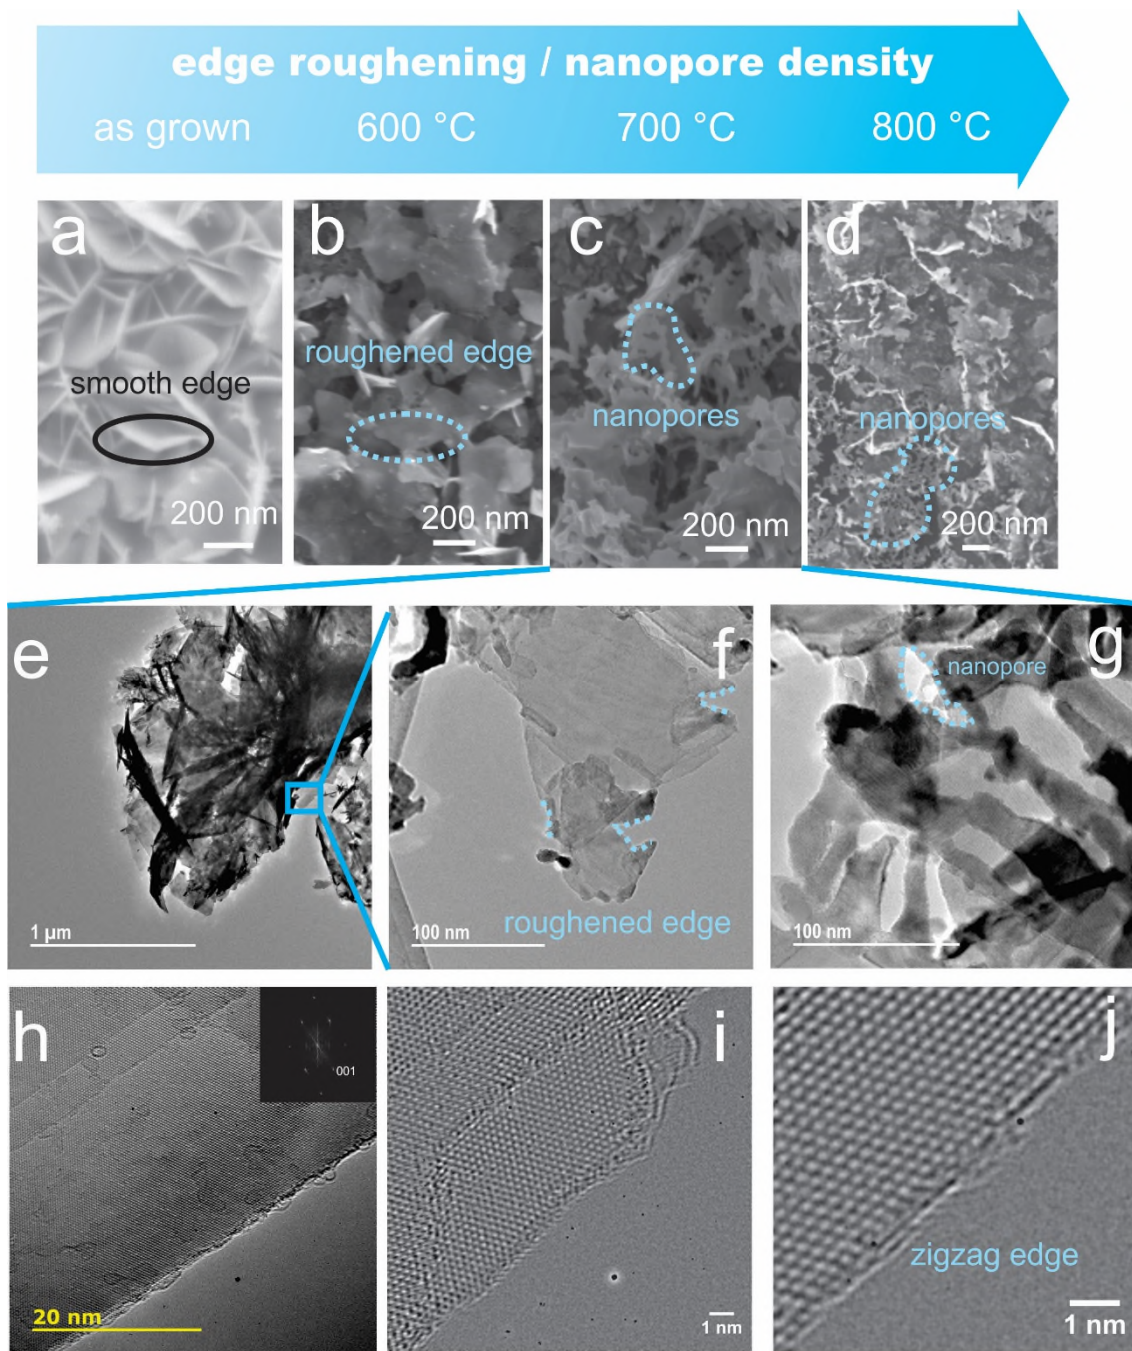 edge roughening / nanopore density
as grown 600 °C 700 °C 800 °C
a b c d
smooth edge
roughened edge
nanopores
nanopores
200 nm 200 nm 200 nm 200 nm
e f g
nanopore
1 µm
100 nm
roughened edge
100 nm
h i j
001
zigzag edge
20 nm
1 nm
1 nm